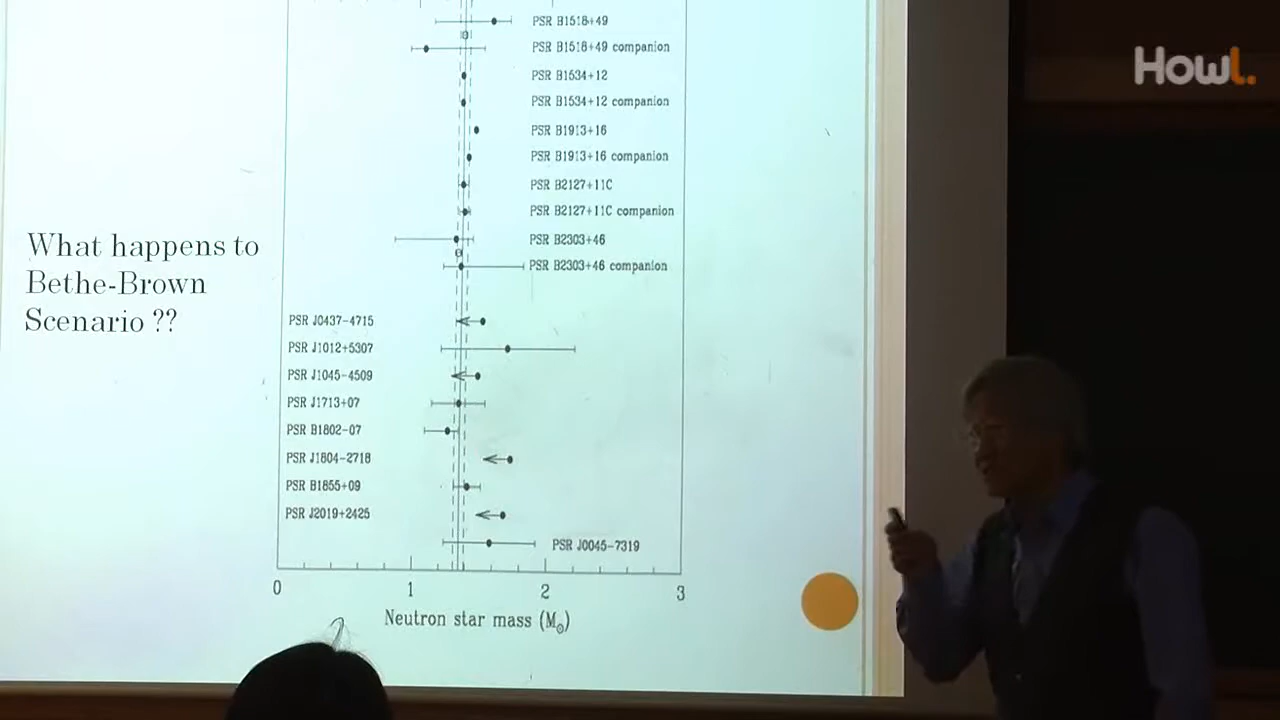 Howl.
PSR B1518+49
PSR B1518+49 companion
PSR B1534+12
PSR B1534+12 companion
PSR B1913+16
PSR B1913+16 companion
PSR B2127+11C
PSR B2127+11C companion
PSR B2303+46
PSR B2303+46 companion
What happens to
Bethe-Brown
Scenario ??
PSR J0437-4715
PSR J1012+5307
PSR J1045-4509
PSR J1713+07
PSR B1802-07
PSR J1804-2718
PSR B1855+09
PSR J2019+2425
PSR J0045-7319
0 1 2 3
Neutron star mass (M☉)